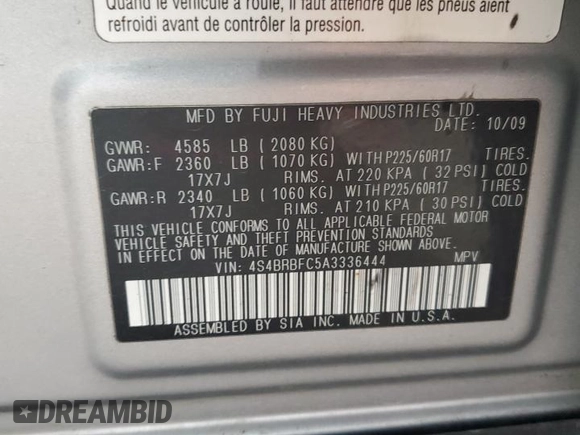 Quand le véhicule a roulé, il faut attendre que les pneus aient
refroidi avant de contrôler la pression.
MFD BY FUJI HEAVY INDUSTRIES LTD.
DATE: 10/09
GVWR: 4585 LB ( 2080 KG)
GAWR:F 2360 LB ( 1070 KG) WITH P225/60R17 TIRES.
17X7J RIMS. AT 220 KPA ( 32 PSI) COLD
GAWR:R 2340 LB ( 1060 KG) WITH P225/60R17 TIRES.
17X7J RIMS. AT 210 KPA ( 30 PSI) COLD
THIS VEHICLE CONFORMS TO ALL APPLICABLE FEDERAL MOTOR
VEHICLE SAFETY AND THEFT PREVENTION STANDARDS
IN EFFECT ON THE DATE OF MANUFACTURE SHOWN ABOVE.
VIN: 4S4BRBFC5A3336444 MPV
ASSEMBLED BY SIA INC. MADE IN U.S.A.
DREAMBID